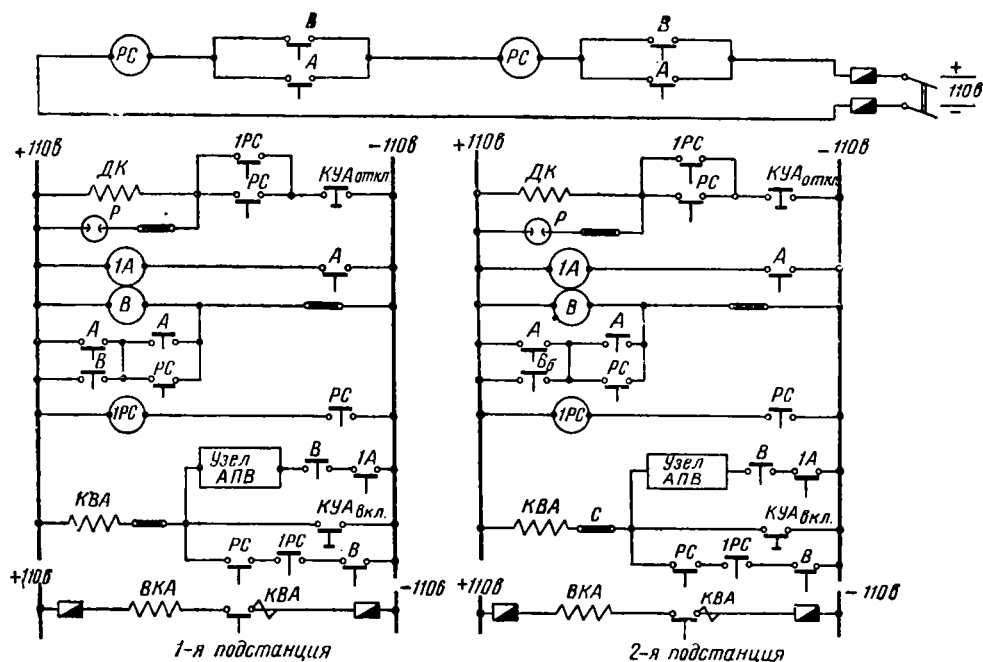 В В
РС А РС А
+
110в
−
+110в −110в +110в −110в
1РС 1РС
ДК РС КУАоткл ДК РС КУАоткл.
Р Р
1А А 1А А
В В
А А А А
В РС Бб РС
1РС РС 1РС РС
Узел АПВ В 1А Узел АПВ В 1А
КВА КУАвкл. КВА С КУАвкл.
РС 1РС В РС 1РС В
+110в −110б +110в −110в
ВКА КВА ВКА КВА
1-я подстанция 2-я подстанция